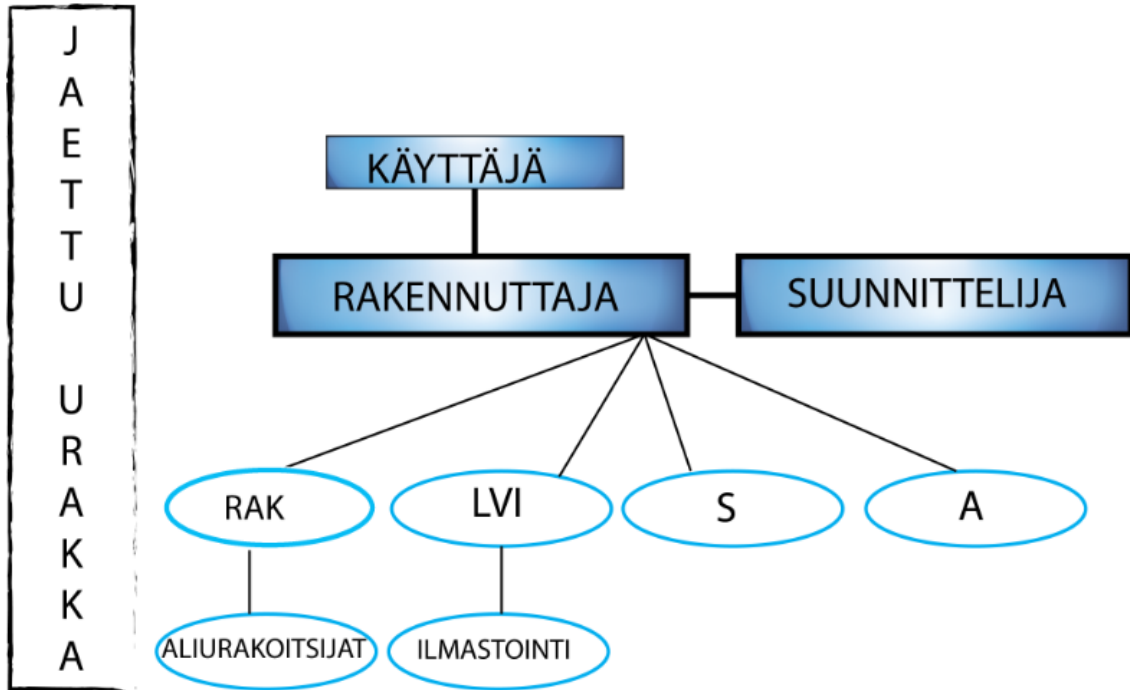 JAETTU URAKKA
KÄYTTÄJÄ
RAKENNUTTAJA
SUUNNITTELIJA
RAK
LVI
S
A
ALIURAKOITSIJAT
ILMASTOINTI